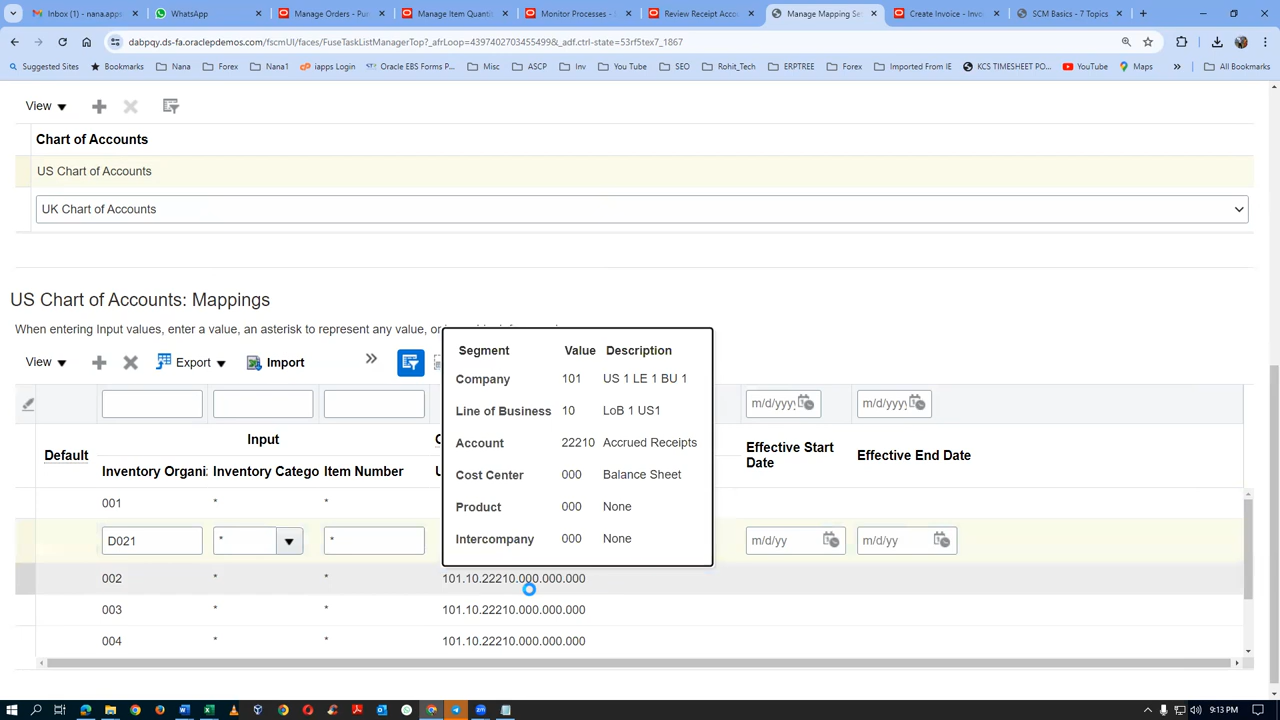 Inbox (1) - nana.apps@
WhatsApp
Manage Orders - Purc
Manage Item Quantiti
Monitor Processes - S
Review Receipt Accou
Manage Mapping Se
Create Invoice - Invoi
SCM Basics - 7 Topics
dabpqy.ds-fa.oraclepdemos.com/fscmUI/faces/FuseTaskListManagerTop?_afrLoop=4397402703455499&_adf.ctrl-state=53rf5tex7_1867
Suggested Sites
Bookmarks
Nana
Forex
Nana1
iapps Login
Oracle EBS Forms P...
Misc
ASCP
Inv
You Tube
SEO
Rohit_Tech
ERPTREE
Forex
Imported From IE
KCS TIMESHEET PO...
YouTube
Maps
»
All Bookmarks
View
Chart of Accounts
US Chart of Accounts
UK Chart of Accounts
US Chart of Accounts: Mappings
When entering Input values, enter a value, an asterisk to represent any value, or
View
Export
Import
»
Segment Value Description
Company 101 US 1 LE 1 BU 1
Line of Business 10 LoB 1 US1
Account 22210 Accrued Receipts
Cost Center 000 Balance Sheet
Product 000 None
Intercompany 000 None
m/d/yyy
m/d/yyy
Default
Input
Inventory Organi
Inventory Catego
Item Number
Effective Start Date
Effective End Date
001 * *
D021 * * m/d/yy m/d/yy
002 * * 101.10.22210.000.000.000
003 * * 101.10.22210.000.000.000
004 * * 101.10.22210.000.000.000
9:13 PM